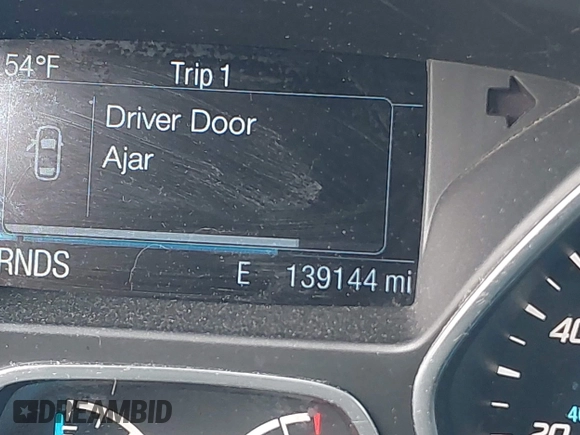 54°F
Trip 1
Driver Door
Ajar
RNDS
E
139144 mi
40
20
DREAMBID